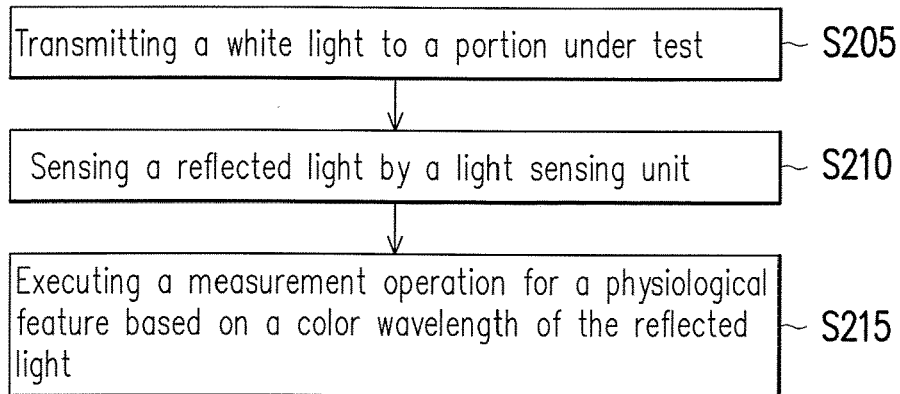 Transmitting a white light to a portion under test
S205
Sensing a reflected light by a light sensing unit
S210
Executing a measurement operation for a physiological
feature based on a color wavelength of the reflected
light
S215